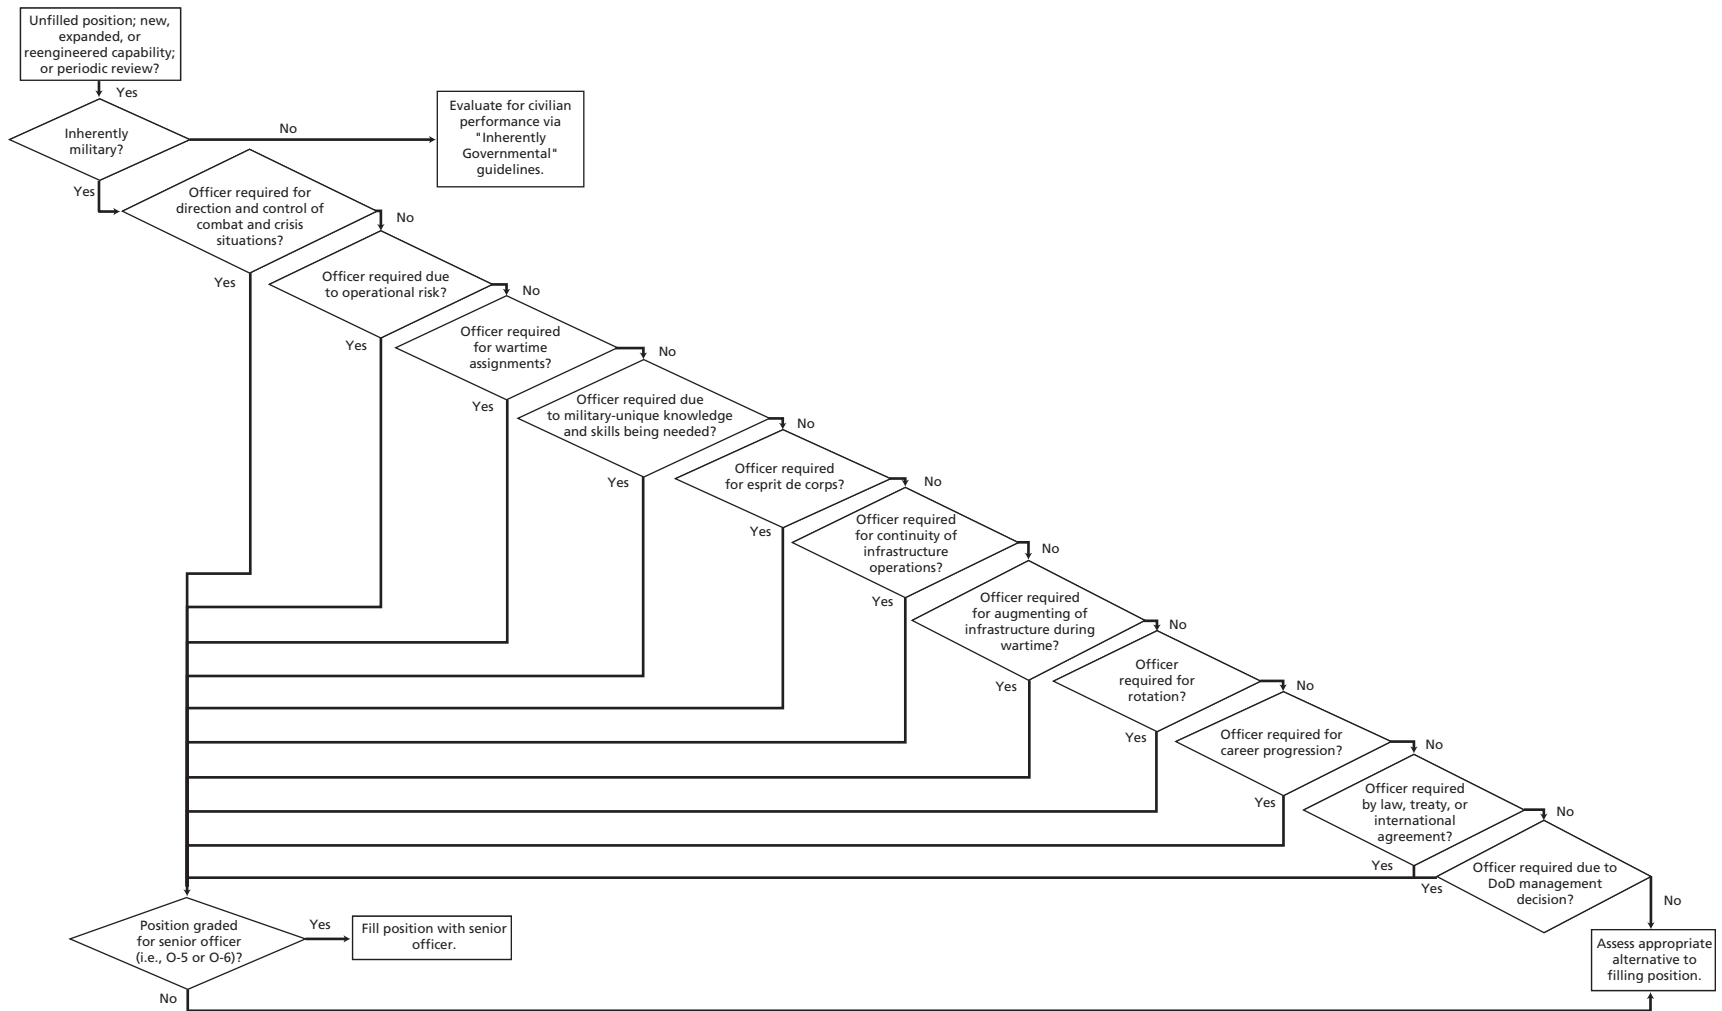 Unfilled position; new,
expanded, or
reengineered capability;
or periodic review?
Yes
Inherently
military?
No
Evaluate for civilian
performance via
"Inherently
Governmental"
guidelines.
Yes
Officer required for
direction and control of
combat and crisis
situations?
No
Yes
Officer required due
to operational risk?
No
Yes
Officer required
for wartime
assignments?
No
Yes
Officer required due
to military-unique knowledge
and skills being needed?
No
Yes
Officer required
for esprit de corps?
No
Yes
Officer required
for continuity of
infrastructure
operations?
No
Yes
Officer required
for augmenting of
infrastructure during
wartime?
No
Yes
Officer
required for
rotation?
No
Yes
Officer required for
career progression?
No
Yes
Officer required
by law, treaty, or
international
agreement?
No
Yes
Officer required due to
DoD management
decision?
Yes
No
Position graded
for senior officer
(i.e., O-5 or O-6)?
Yes
Fill position with senior
officer.
No
Assess appropriate
alternative to
filling position.